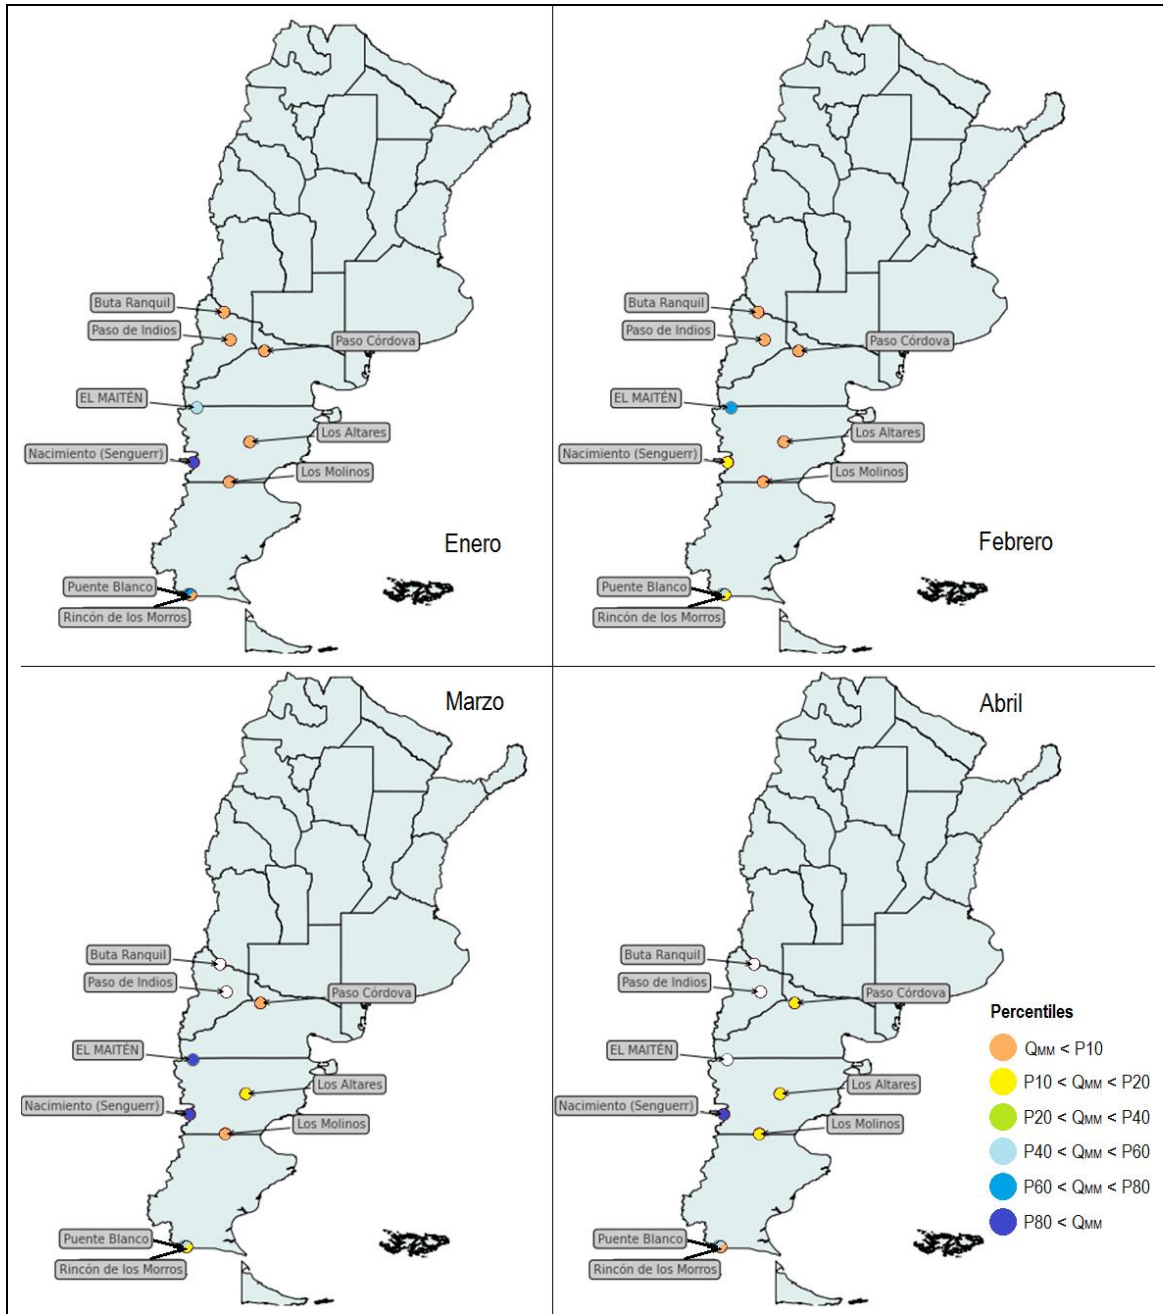 Buta Ranquil
Paso de Indios
Paso Córdova
EL MAITÉN
Los Altares
Nacimiento (Senguerr)
Los Molinos
Enero
Puente Blanco
Rincón de los Morros
Buta Ranquil
Paso de Indios
Paso Córdova
EL MAITÉN
Los Altares
Nacimiento (Senguerr)
Los Molinos
Febrero
Puente Blanco
Rincón de los Morros
Marzo
Buta Ranquil
Paso de Indios
Paso Córdova
EL MAITÉN
Los Altares
Nacimiento (Senguerr)
Los Molinos
Puente Blanco
Rincón de los Morros
Abril
Buta Ranquil
Paso de Indios
Paso Córdova
EL MAITÉN
Los Altares
Nacimiento (Senguerr)
Los Molinos
Puente Blanco
Rincón de los Morros
Percentiles
QMM < P10
P10 < QMM < P20
P20 < QMM < P40
P40 < QMM < P60
P60 < QMM < P80
P80 < QMM